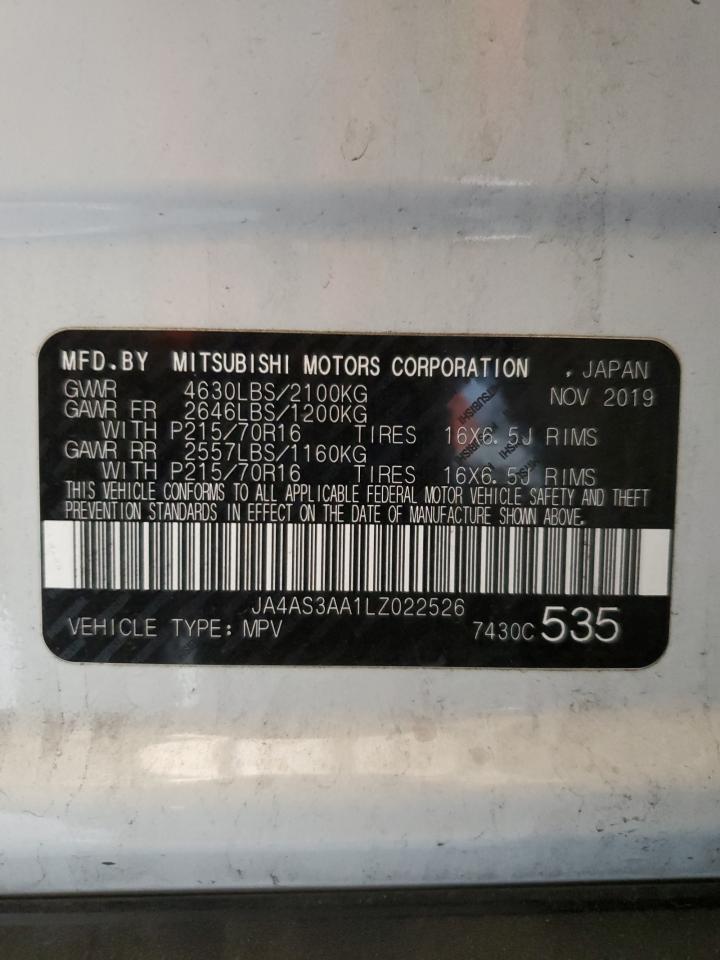 MFD.BY MITSUBISHI MOTORS CORPORATION , JAPAN
GVWR 4630LBS/2100KG NOV 2019
GAWR FR 2646LBS/1200KG
WITH P215/70R16 TIRES 16X6.5J RIMS
GAWR RR 2557LBS/1160KG
WITH P215/70R16 TIRES 16X6.5J RIMS
THIS VEHICLE CONFORMS TO ALL APPLICABLE FEDERAL MOTOR VEHICLE SAFETY AND THEFT
PREVENTION STANDARDS IN EFFECT ON THE DATE OF MANUFACTURE SHOWN ABOVE.
JA4AS3AA1LZ022526
VEHICLE TYPE: MPV 7430C 535
MITSUBISHI